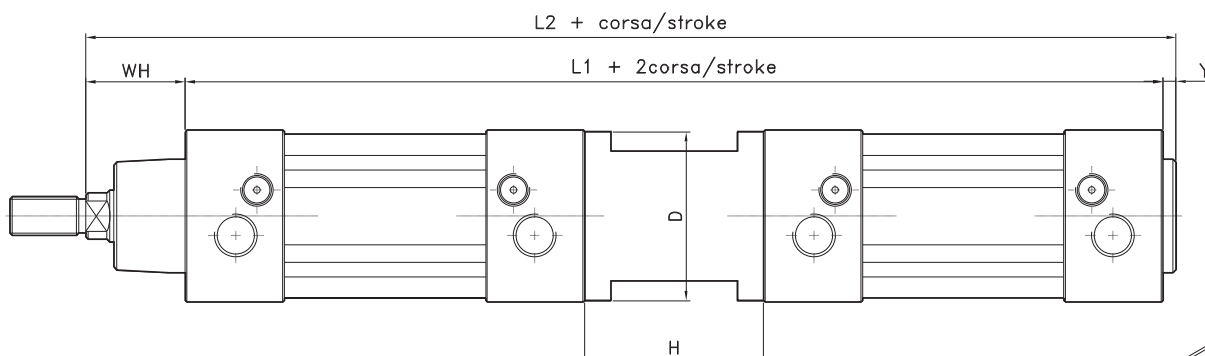 L2 + corsa/stroke
WH
L1 + 2corsa/stroke
Y
D
H